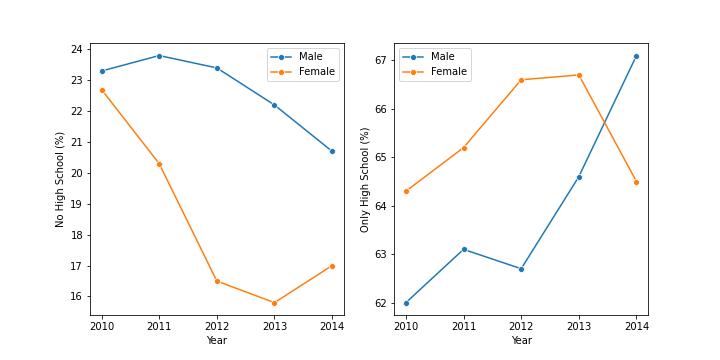 No High School (%)
24
23
22
21
20
19
18
17
16
2010 2011 2012 2013 2014
Year
Male
Female
Only High School (%)
67
66
65
64
63
62
2010 2011 2012 2013 2014
Year
Male
Female